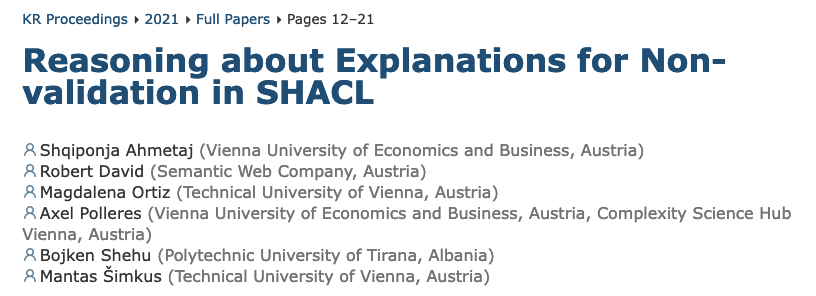 KR Proceedings 2021 Full Papers Pages 12–21
Reasoning about Explanations for Non-
validation in SHACL
Shqiponja Ahmetaj (Vienna University of Economics and Business, Austria)
Robert David (Semantic Web Company, Austria)
Magdalena Ortiz (Technical University of Vienna, Austria)
Axel Polleres (Vienna University of Economics and Business, Austria, Complexity Science Hub
Vienna, Austria)
Bojken Shehu (Polytechnic University of Tirana, Albania)
Mantas Šimkus (Technical University of Vienna, Austria)